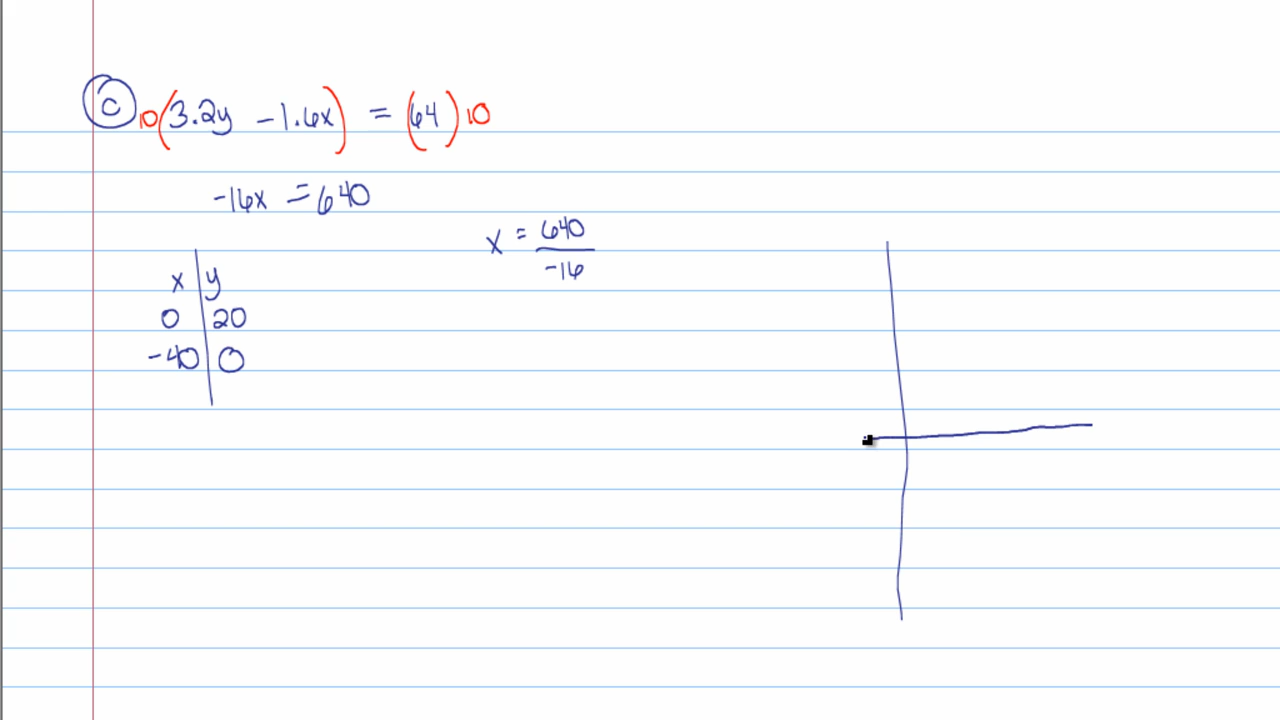 c 10(3.2y - 1.6x) = (64)10
-16x = 640
x = 640
-16
x y
0 20
-40 0